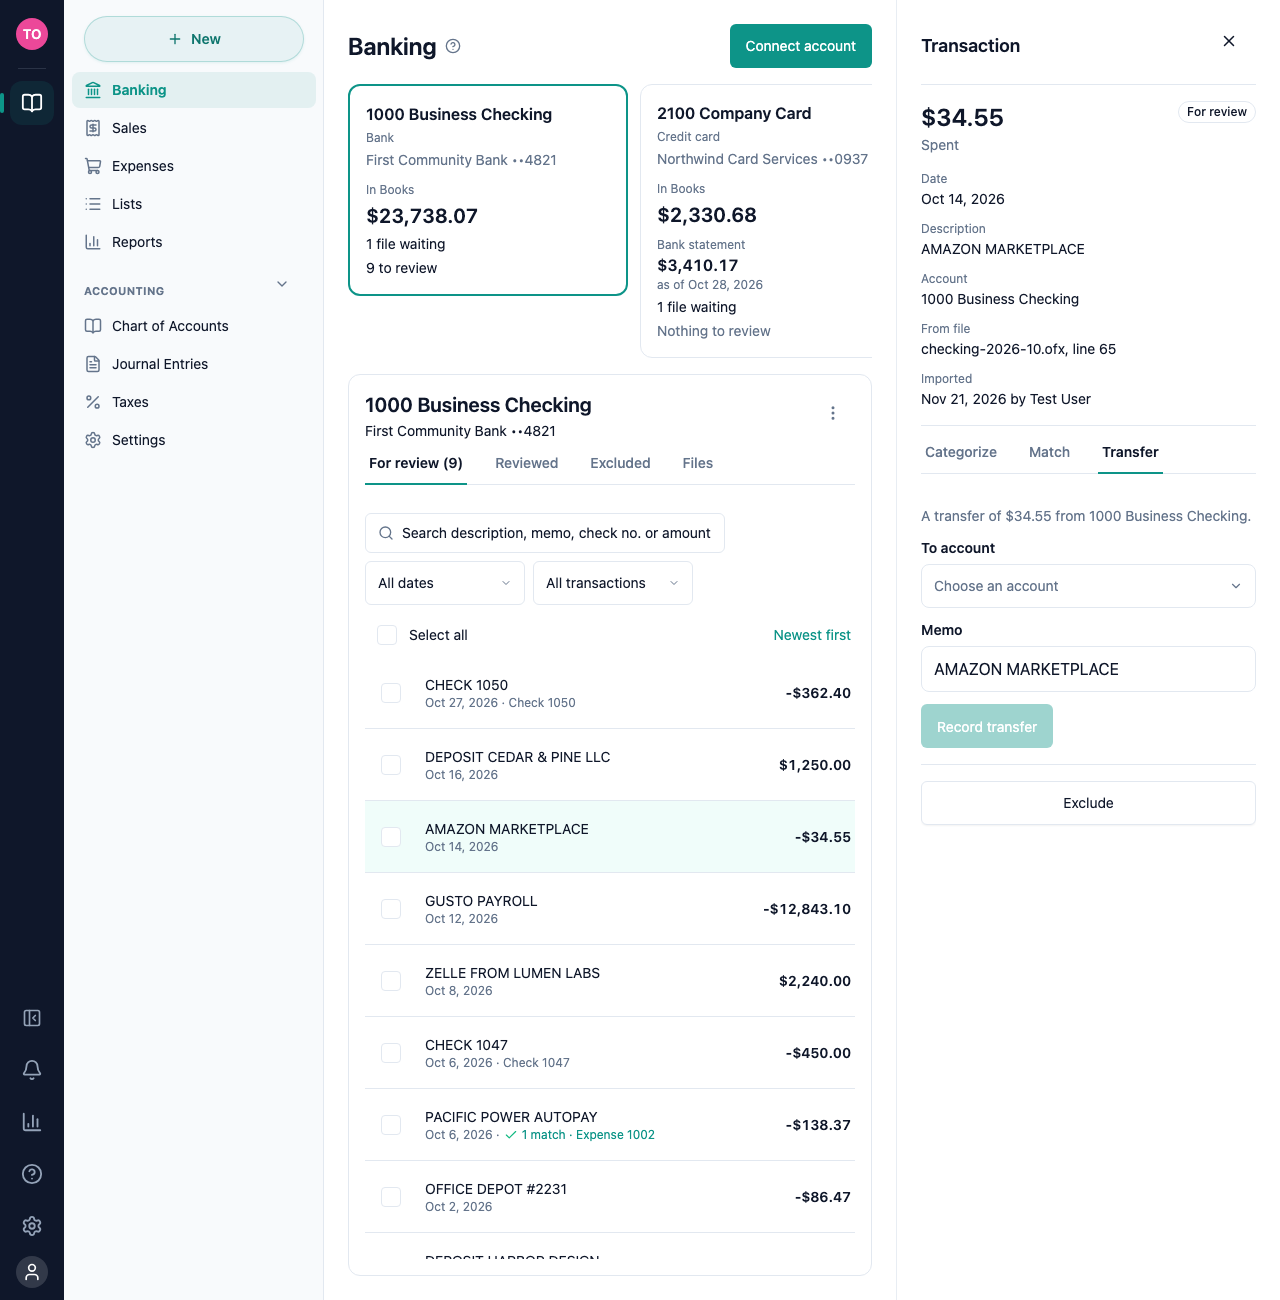 TO
New
Banking
Sales
Expenses
Lists
Reports
ACCOUNTING
Chart of Accounts
Journal Entries
Taxes
Settings
Banking
Connect account
1000 Business Checking
Bank
First Community Bank ••4821
In Books
$23,738.07
1 file waiting
9 to review
2100 Company Card
Credit card
Northwind Card Services ••0937
In Books
$2,330.68
Bank statement
$3,410.17
as of Oct 28, 2026
1 file waiting
Nothing to review
1000 Business Checking
First Community Bank ••4821
For review (9) Reviewed Excluded Files
Search description, memo, check no. or amount
All dates All transactions
Select all Newest first
CHECK 1050
Oct 27, 2026 · Check 1050
-$362.40
DEPOSIT CEDAR & PINE LLC
Oct 16, 2026
$1,250.00
AMAZON MARKETPLACE
Oct 14, 2026
-$34.55
GUSTO PAYROLL
Oct 12, 2026
-$12,843.10
ZELLE FROM LUMEN LABS
Oct 8, 2026
$2,240.00
CHECK 1047
Oct 6, 2026 · Check 1047
-$450.00
PACIFIC POWER AUTOPAY
Oct 6, 2026 · ✓ 1 match · Expense 1002
-$138.37
OFFICE DEPOT #2231
Oct 2, 2026
-$86.47
DEPOSIT HARBOR DESIGN
Transaction
$34.55
For review
Spent
Date
Oct 14, 2026
Description
AMAZON MARKETPLACE
Account
1000 Business Checking
From file
checking-2026-10.ofx, line 65
Imported
Nov 21, 2026 by Test User
Categorize Match Transfer
A transfer of $34.55 from 1000 Business Checking.
To account
Choose an account
Memo
AMAZON MARKETPLACE
Record transfer
Exclude